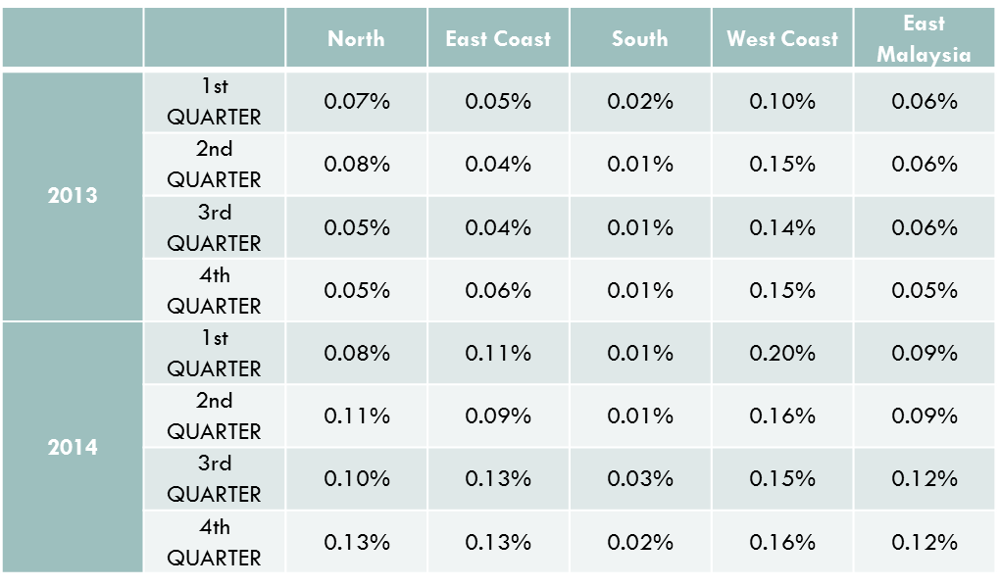 North East Coast South West Coast East Malaysia
2013
1st QUARTER 0.07% 0.05% 0.02% 0.10% 0.06%
2nd QUARTER 0.08% 0.04% 0.01% 0.15% 0.06%
3rd QUARTER 0.05% 0.04% 0.01% 0.14% 0.06%
4th QUARTER 0.05% 0.06% 0.01% 0.15% 0.05%
2014
1st QUARTER 0.08% 0.11% 0.01% 0.20% 0.09%
2nd QUARTER 0.11% 0.09% 0.01% 0.16% 0.09%
3rd QUARTER 0.10% 0.13% 0.03% 0.15% 0.12%
4th QUARTER 0.13% 0.13% 0.02% 0.16% 0.12%